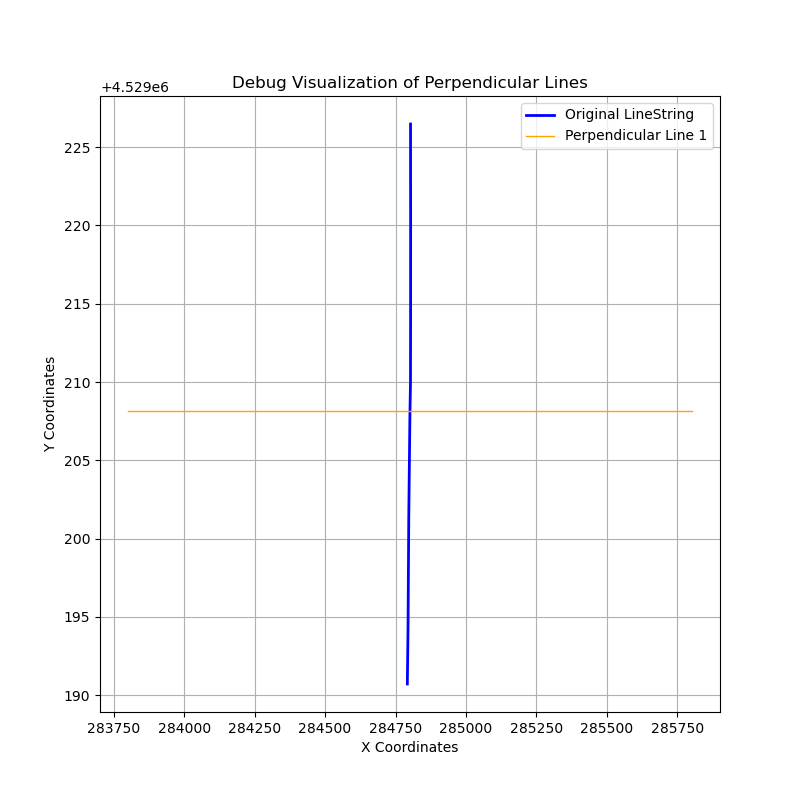 Debug Visualization of Perpendicular Lines
+4.529e6
Original LineString
Perpendicular Line 1
225
220
215
210
205
200
195
190
Y Coordinates
283750 284000 284250 284500 284750 285000 285250 285500 285750
X Coordinates